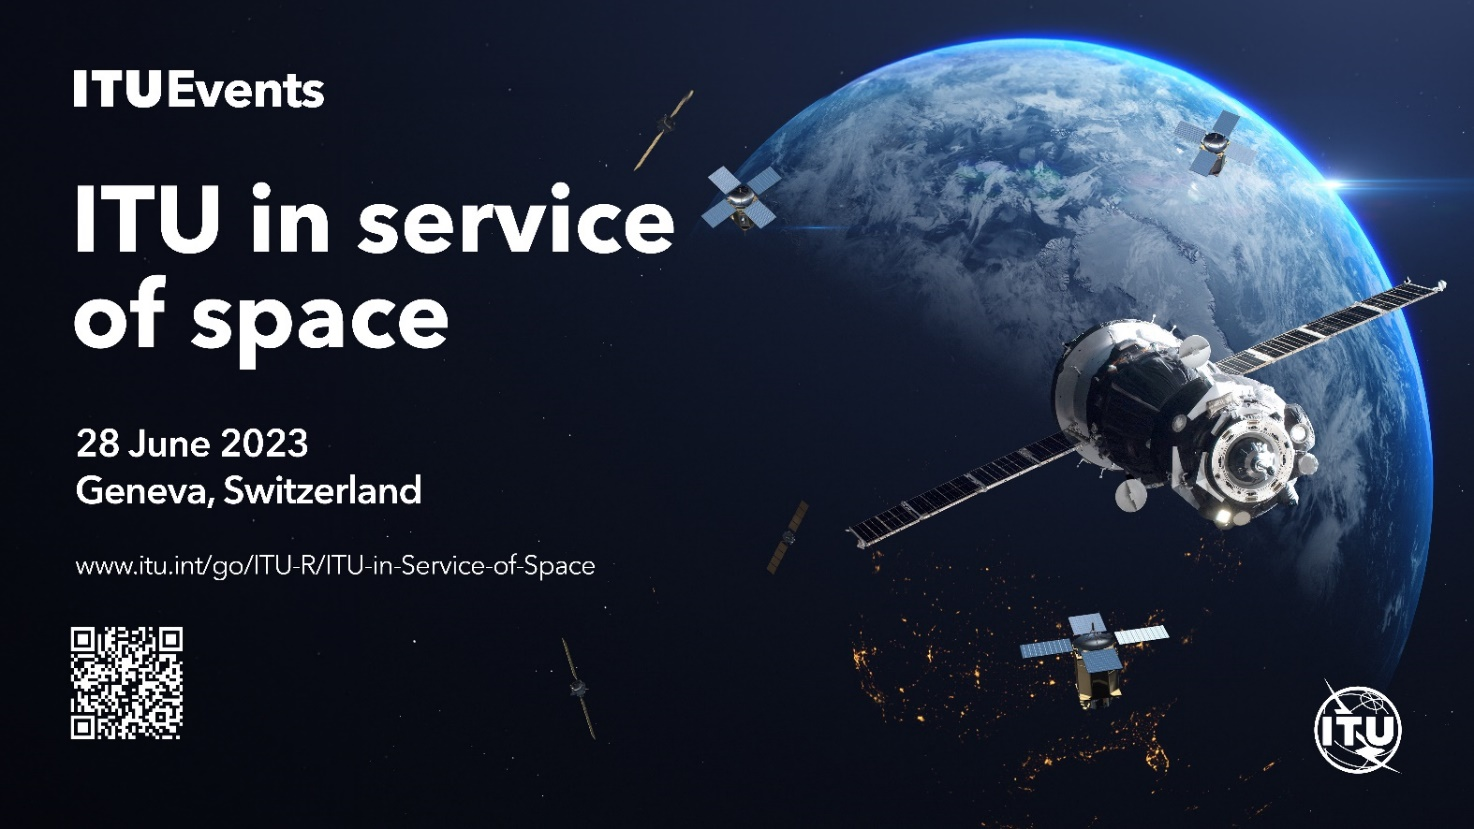 ITUEvents
ITU in service
of space
28 June 2023
Geneva, Switzerland
www.itu.int/go/ITU-R/ITU-in-Service-of-Space
ITU